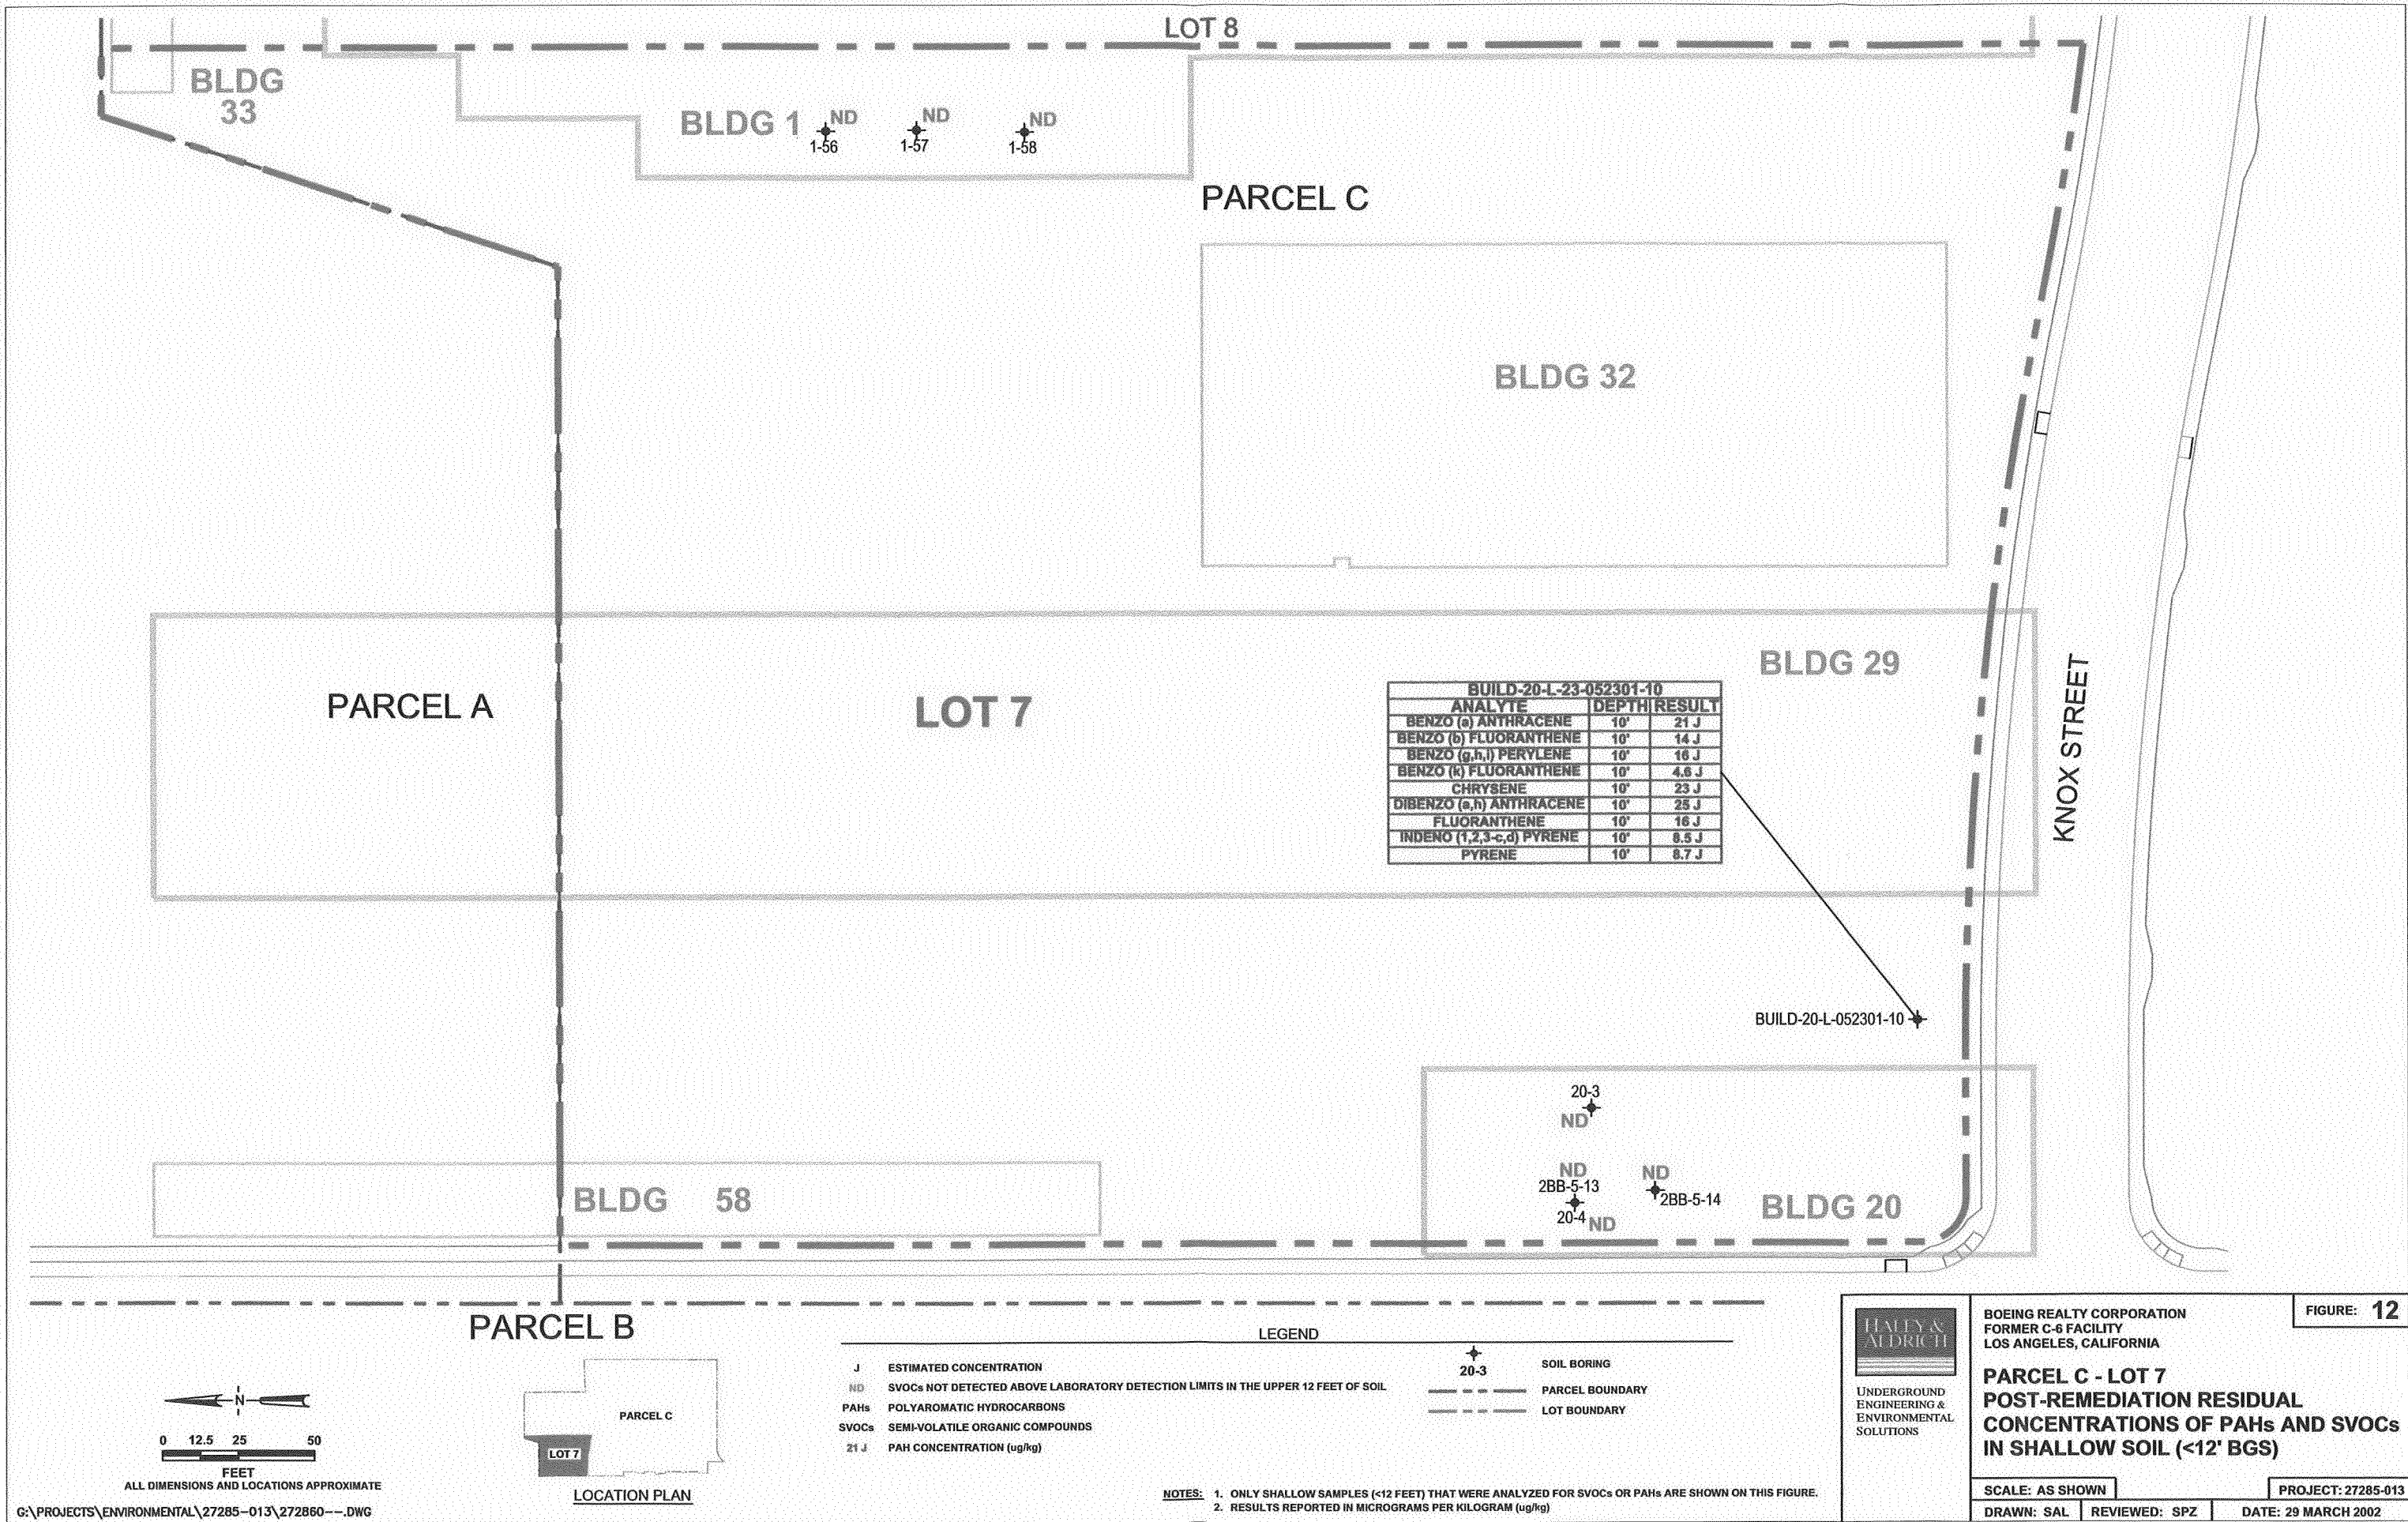 LOT 8
BLDG
33
BLDG 1
ND
1-56
ND
1-57
ND
1-58
PARCEL C
BLDG 32
BLDG 29
PARCEL A
LOT 7
KNOX STREET
BUILD-20-L-23-052301-10
ANALYTE DEPTH RESULT
BENZO (a) ANTHRACENE 10' 21 J
BENZO (b) FLUORANTHENE 10' 14 J
BENZO (g,h,i) PERYLENE 10' 16 J
BENZO (k) FLUORANTHENE 10' 4.6 J
CHRYSENE 10' 23 J
DIBENZO (a,h) ANTHRACENE 10' 25 J
FLUORANTHENE 10' 16 J
INDENO (1,2,3-c,d) PYRENE 10' 8.5 J
PYRENE 10' 8.7 J
BUILD-20-L-052301-10
20-3
ND
ND
2BB-5-13
20-4
ND
ND
2BB-5-14
BLDG 20
BLDG 58
PARCEL B
N
0 12.5 25 50
FEET
ALL DIMENSIONS AND LOCATIONS APPROXIMATE
G:\PROJECTS\ENVIRONMENTAL\27285-013\272860--.DWG
PARCEL C
LOT 7
LOCATION PLAN
LEGEND
J ESTIMATED CONCENTRATION
ND SVOCs NOT DETECTED ABOVE LABORATORY DETECTION LIMITS IN THE UPPER 12 FEET OF SOIL
PAHs POLYAROMATIC HYDROCARBONS
SVOCs SEMI-VOLATILE ORGANIC COMPOUNDS
21 J PAH CONCENTRATION (ug/kg)
20-3 SOIL BORING
PARCEL BOUNDARY
LOT BOUNDARY
NOTES: 1. ONLY SHALLOW SAMPLES (<12 FEET) THAT WERE ANALYZED FOR SVOCs OR PAHs ARE SHOWN ON THIS FIGURE.
2. RESULTS REPORTED IN MICROGRAMS PER KILOGRAM (ug/kg)
HALEY &
ALDRICH
UNDERGROUND
ENGINEERING &
ENVIRONMENTAL
SOLUTIONS
BOEING REALTY CORPORATION
FORMER C-6 FACILITY
LOS ANGELES, CALIFORNIA
FIGURE: 12
PARCEL C - LOT 7
POST-REMEDIATION RESIDUAL
CONCENTRATIONS OF PAHs AND SVOCs
IN SHALLOW SOIL (<12' BGS)
SCALE: AS SHOWN
PROJECT: 27285-013
DRAWN: SAL
REVIEWED: SPZ
DATE: 29 MARCH 2002